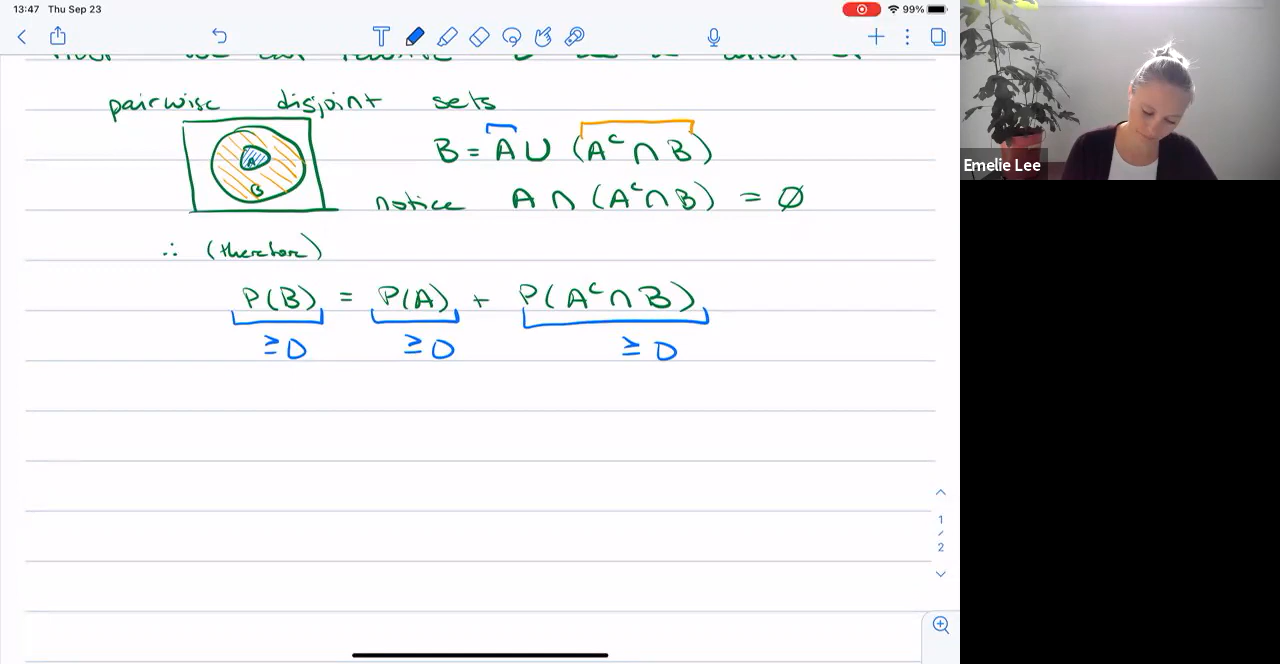 13:47 Thu Sep 23
99%
pairwise disjoint sets
B = A ∪ (Aᶜ ∩ B)
A
B
notice A ∩ (Aᶜ ∩ B) = ∅
∴ (therefore)
P(B) = P(A) + P(Aᶜ ∩ B)
≥0 ≥0 ≥0
1
/
2
Emelie Lee